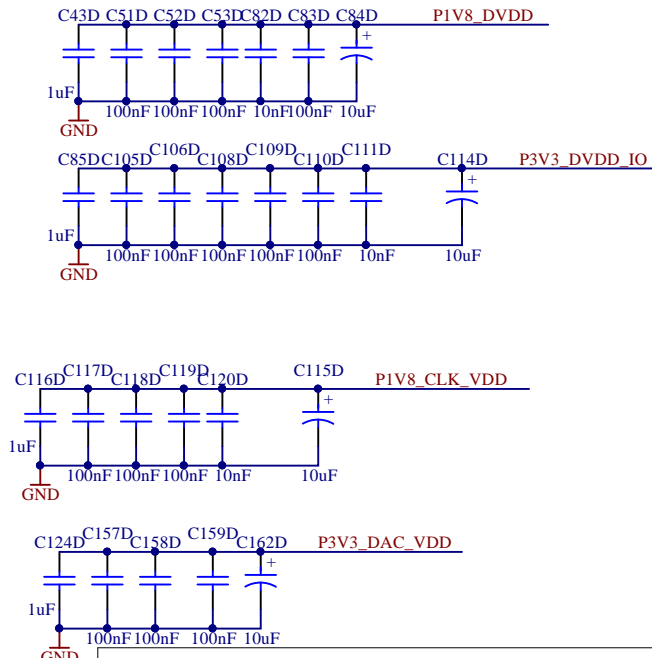 C43D C51D C52D C53D C82D C83D C84D P1V8_DVDD
+
1uF
100nF 100nF 100nF 10nF 100nF 10uF
GND
C106D C109D C111D
C85D C105D C108D C110D C114D P3V3_DVDD_IO
+
1uF
100nF 100nF 100nF 100nF 100nF 10nF 10uF
GND
C117D C119D C115D
C116D C118D C120D P1V8_CLK_VDD
+
1uF
100nF 100nF 100nF 10nF 10uF
GND
C157D C159D
C124D C158D C162D P3V3_DAC_VDD
+
1uF
100nF 100nF 100nF 10uF
GND